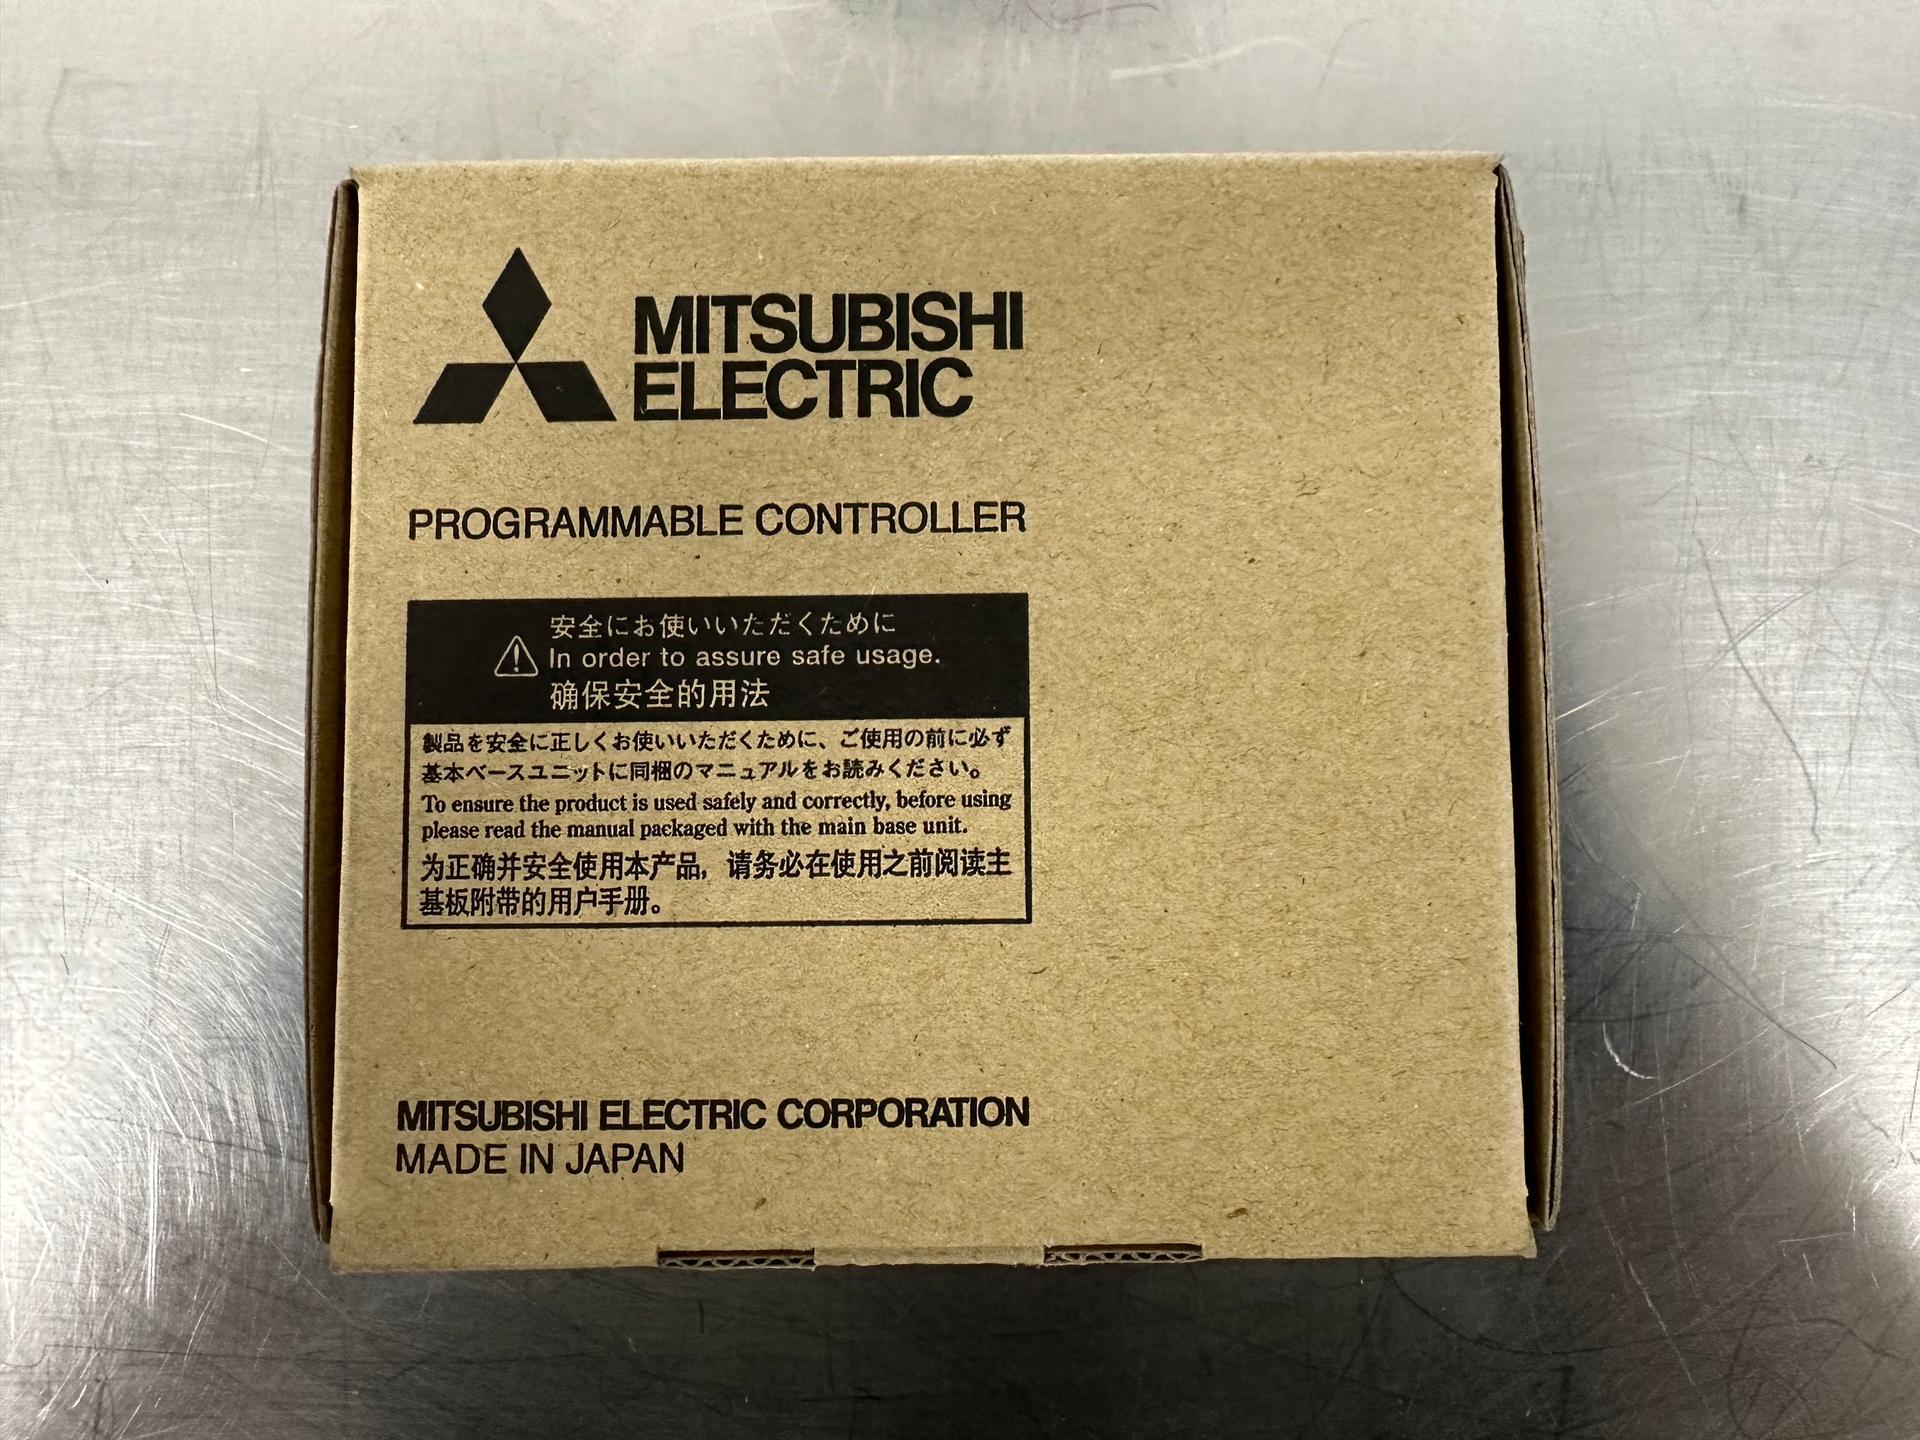 MITSUBISHI
ELECTRIC
PROGRAMMABLE CONTROLLER
安全にお使いいただくために
In order to assure safe usage.
确保安全的用法
製品を安全に正しくお使いいただくために、ご使用の前に必ず
基本ベースユニットに同梱のマニュアルをお読みください。
To ensure the product is used safely and correctly, before using
please read the manual packaged with the main base unit.
为正确并安全使用本产品，请务必在使用之前阅读主
基板附带的用户手册。
MITSUBISHI ELECTRIC CORPORATION
MADE IN JAPAN